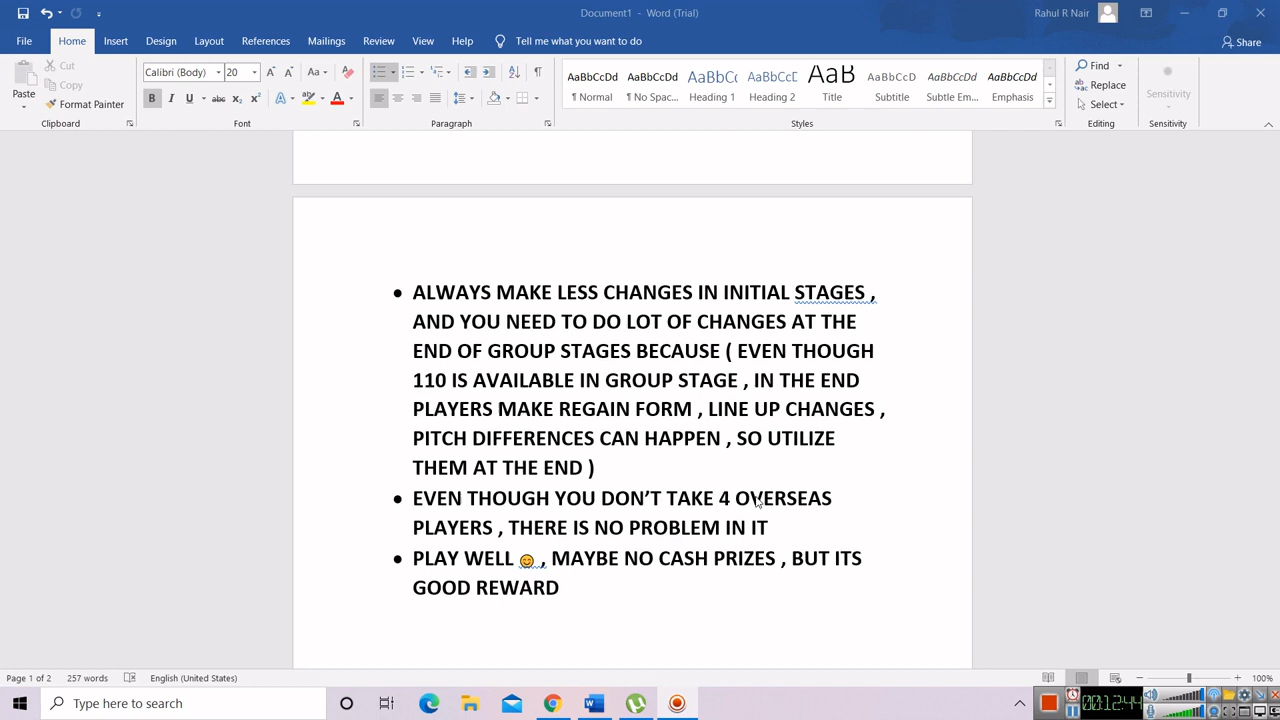 Document1 - Word (Trial)
Rahul R Nair
File Home Insert Design Layout References Mailings Review View Help Tell me what you want to do
Share
Cut
Copy
Format Painter
Paste
Clipboard
Calibri (Body) 20
Font
Paragraph
AaBbCcDd AaBbCcDd AaBbCc AaBbCcD AaB AaBbCcD AaBbCcDd AaBbCcDd
¶ Normal ¶ No Spac... Heading 1 Heading 2 Title Subtitle Subtle Em... Emphasis
Styles
Find
Replace
Select
Editing
Sensitivity
Sensitivity
• ALWAYS MAKE LESS CHANGES IN INITIAL STAGES ,
AND YOU NEED TO DO LOT OF CHANGES AT THE
END OF GROUP STAGES BECAUSE ( EVEN THOUGH
110 IS AVAILABLE IN GROUP STAGE , IN THE END
PLAYERS MAKE REGAIN FORM , LINE UP CHANGES ,
PITCH DIFFERENCES CAN HAPPEN , SO UTILIZE
THEM AT THE END )
• EVEN THOUGH YOU DON’T TAKE 4 OVERSEAS
PLAYERS , THERE IS NO PROBLEM IN IT
• PLAY WELL 😊 , MAYBE NO CASH PRIZES , BUT ITS
GOOD REWARD
Page 1 of 2 257 words English (United States)
100%
Type here to search
00:12:44